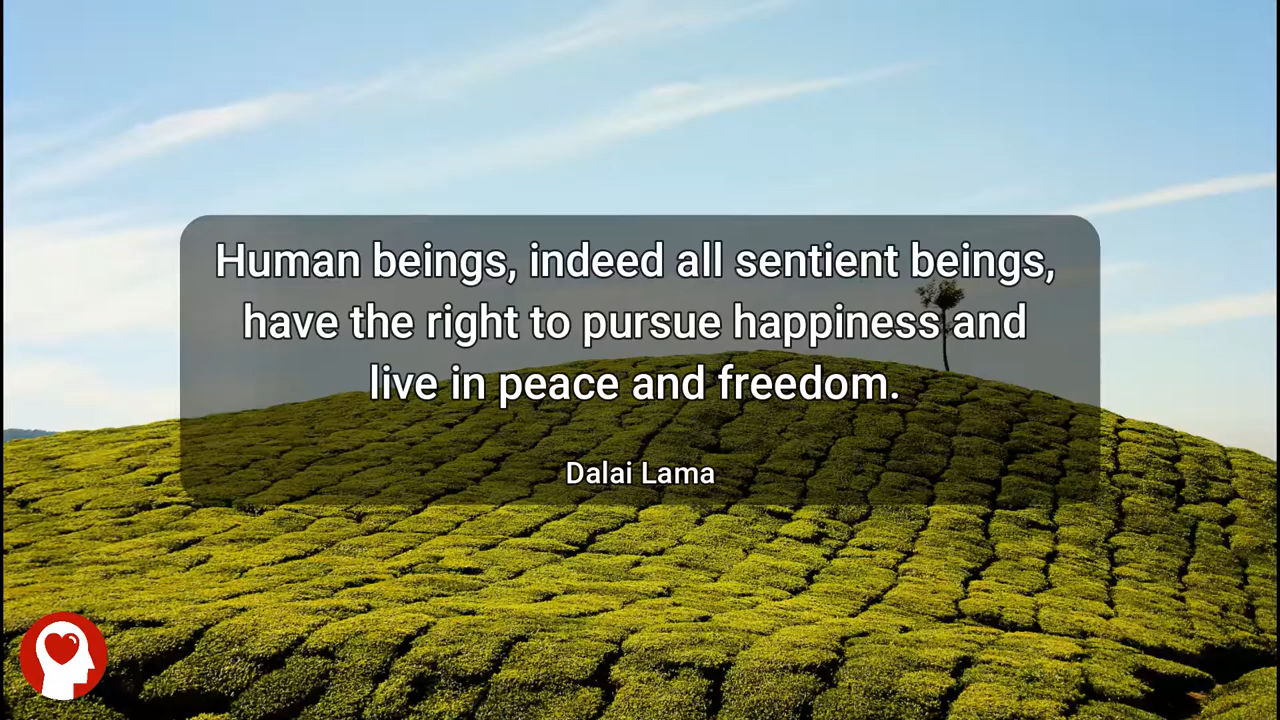 Human beings, indeed all sentient beings,
have the right to pursue happiness and
live in peace and freedom.
Dalai Lama